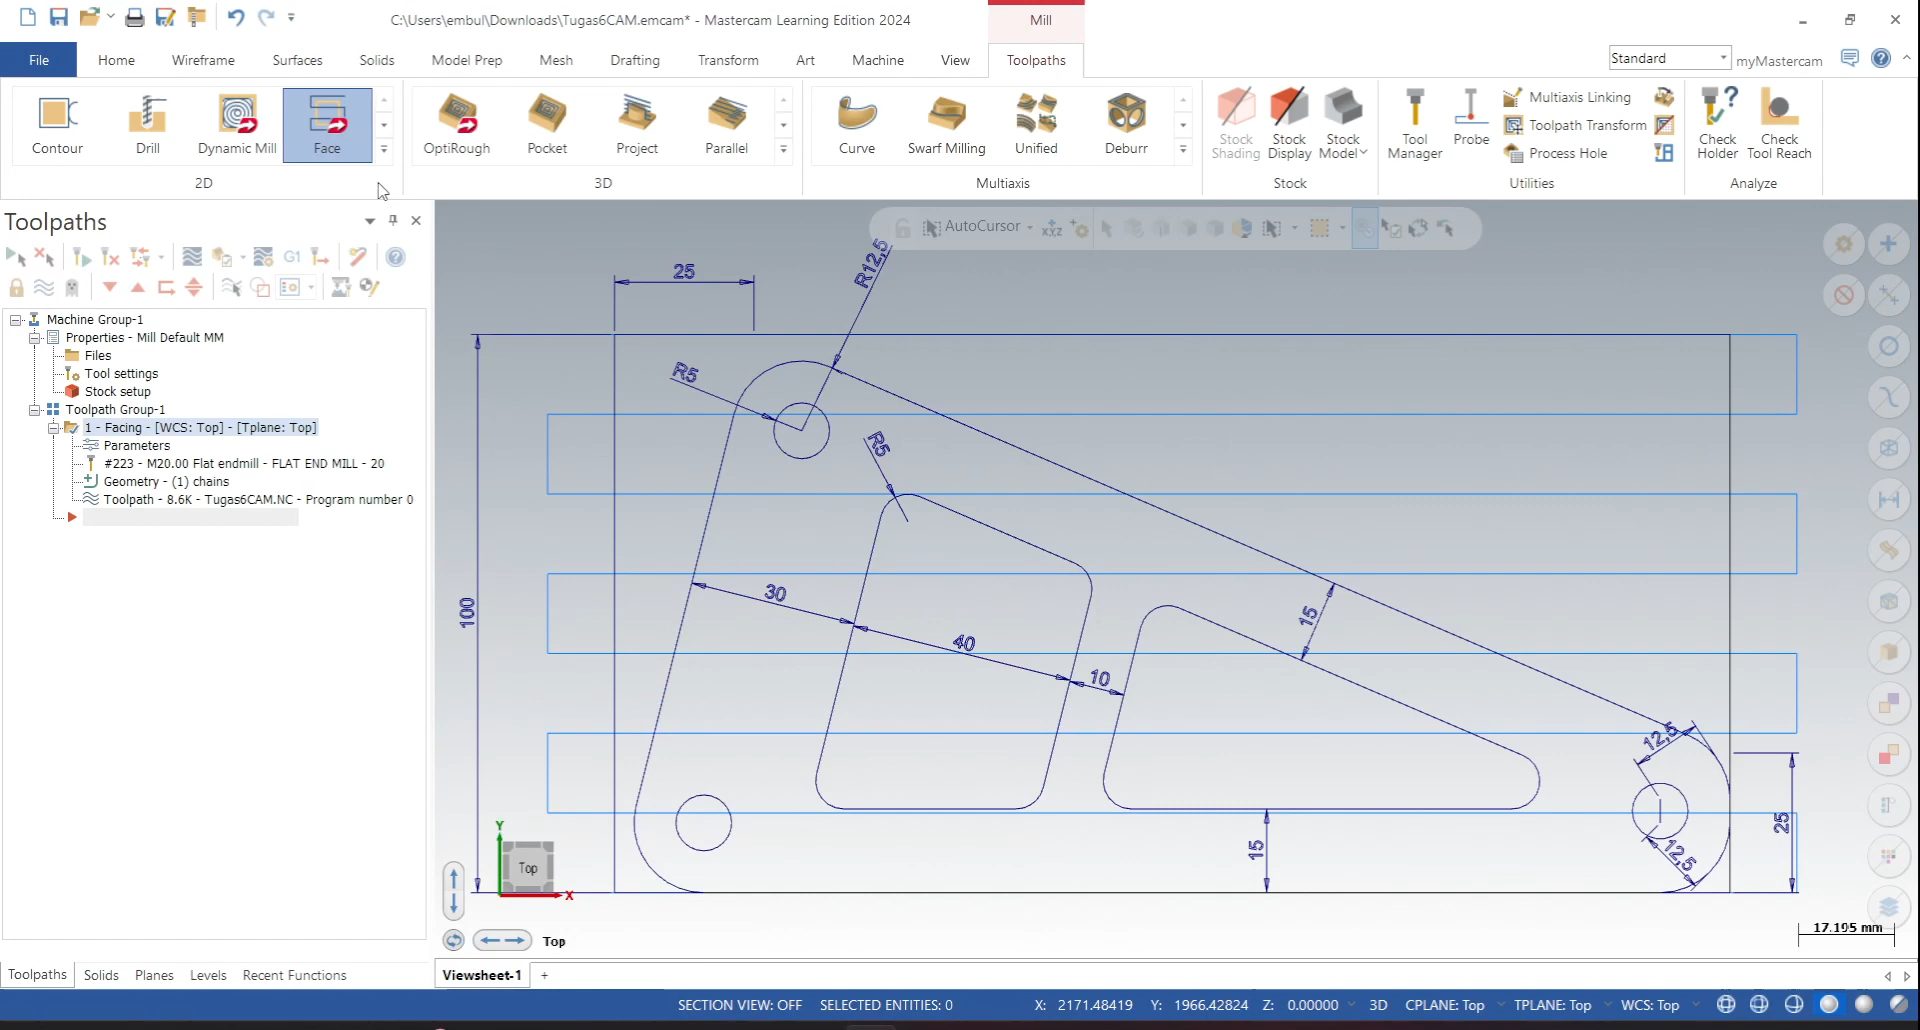 C:\Users\embul\Downloads\Tugas6CAM.emcam* - Mastercam Learning Edition 2024
Mill
File Home Wireframe Surfaces Solids Model Prep Mesh Drafting Transform Art Machine View Toolpaths
Standard
myMastercam
Contour Drill Dynamic Mill Face
OptiRough Pocket Project Parallel
Curve Swarf Milling Unified Deburr
Stock Shading
Stock Display
Stock Model
Tool Manager
Probe
Multiaxis Linking
Toolpath Transform
Process Hole
Check Holder
Check Tool Reach
2D 3D Multiaxis Stock Utilities Analyze
Toolpaths
G1
AutoCursor
XYZ
Machine Group-1
Properties - Mill Default MM
Files
Tool settings
Stock setup
Toolpath Group-1
1 - Facing - [WCS: Top] - [Tplane: Top]
Parameters
#223 - M20.00 Flat endmill - FLAT END MILL - 20
Geometry - (1) chains
Toolpath - 8.6K - Tugas6CAM.NC - Program number 0
25
R12,5
R5
R5
100
30
40
10
15
12,5
25
12,5
15
Y
Top
X
Top
17.195 mm
Toolpaths Solids Planes Levels Recent Functions
Viewsheet-1 +
SECTION VIEW: OFF SELECTED ENTITIES: 0 X: 2171.48419 Y: 1966.42824 Z: 0.00000 3D CPLANE: Top TPLANE: Top WCS: Top